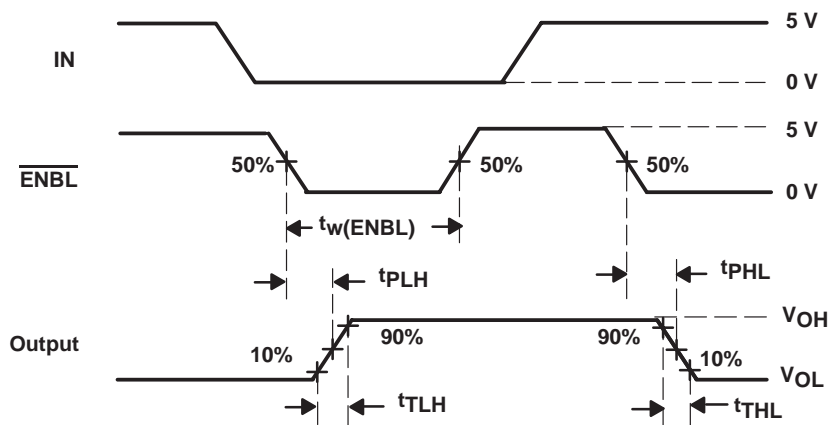 5 V
IN
0 V
5 V
ENBL
50%
50%
50%
0 V
tw(ENBL)
tPLH
tPHL
VOH
Output
10%
90%
90%
10%
VOL
tTLH
tTHL